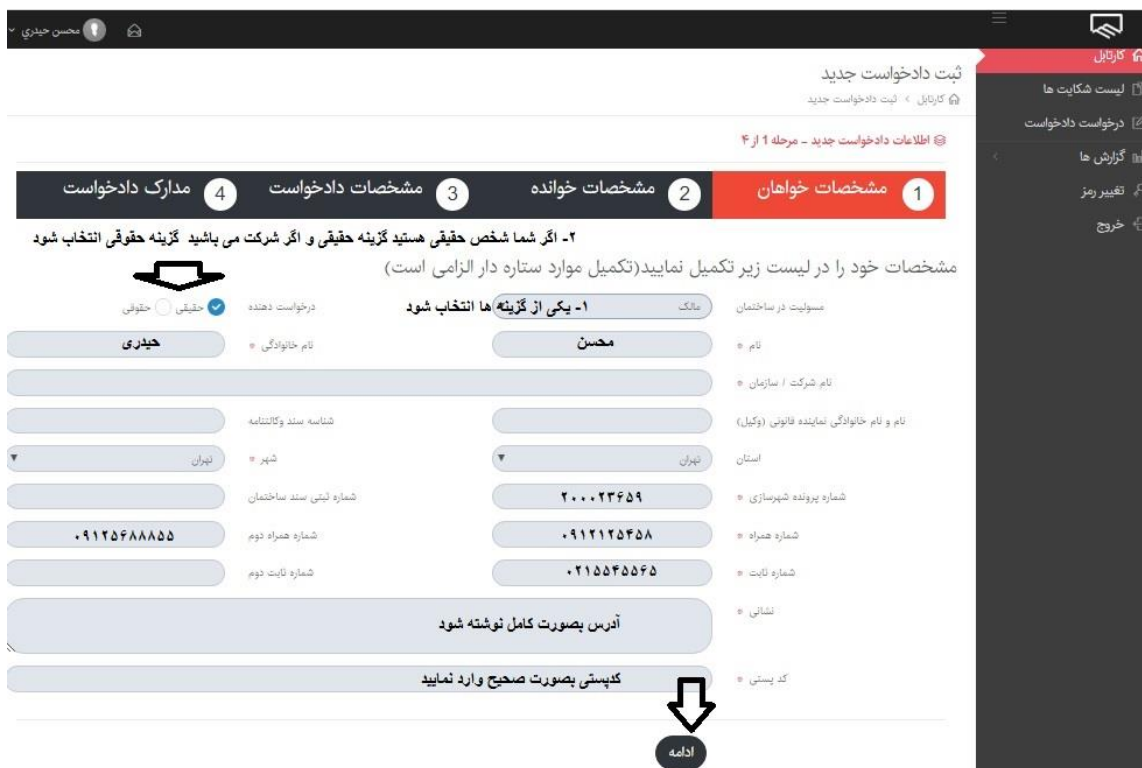 محسن حیدری
کارتابل
لیست شکایت ها
درخواست دادخواست
گزارش ها
تغییر رمز
خروج
ثبت دادخواست جدید
کارتابل > ثبت دادخواست جدید
اطلاعات دادخواست جدید - مرحله 1 از ۴
1 مشخصات خواهان 2 مشخصات خوانده 3 مشخصات دادخواست 4 مدارک دادخواست
۲- اگر شما شخص حقیقی هستید گزینه حقیقی و اگر شرکت می باشید گزینه حقوقی انتخاب شود
مشخصات خود را در لیست زیر تکمیل نمایید(تکمیل موارد ستاره دار الزامی است)
مسولیت در ساختمان مالک ۱- یکی از گزینه ها انتخاب شود درخواست دهنده حقیقی حقوقی
نام * محسن نام خانوادگی * حیدری
نام شرکت / سازمان *
نام و نام خانوادگی نماینده قانونی (وکیل) شناسه سند وکالتنامه
استان تهران شهر * تهران
شماره پرونده شهرسازی * ۲۰۰۰۲۳۶۵۹ شماره ثبتی سند ساختمان
شماره همراه * ۰۹۱۲۱۲۵۴۵۸ شماره همراه دوم ۰۹۱۲۵۶۸۸۸۵۵
شماره ثابت * ۰۲۱۵۵۴۵۵۶۵ شماره ثابت دوم
نشانی * آدرس بصورت کامل نوشته شود
کد پستی * کدپستی بصورت صحیح وارد نمایید
ادامه